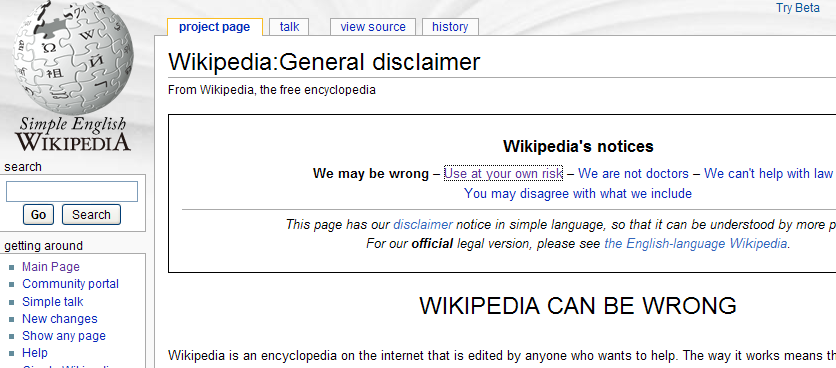 Try Beta
project page talk view source history
Wikipedia:General disclaimer
From Wikipedia, the free encyclopedia
Simple English
WIKIPEDIA
search
Go Search
getting around
Main Page
Community portal
Simple talk
New changes
Show any page
Help
Wikipedia's notices
We may be wrong – Use at your own risk – We are not doctors – We can't help with law
You may disagree with what we include
This page has our disclaimer notice in simple language, so that it can be understood by more p
For our official legal version, please see the English-language Wikipedia.
WIKIPEDIA CAN BE WRONG
Wikipedia is an encyclopedia on the internet that is edited by anyone who wants to help. The way it works means th